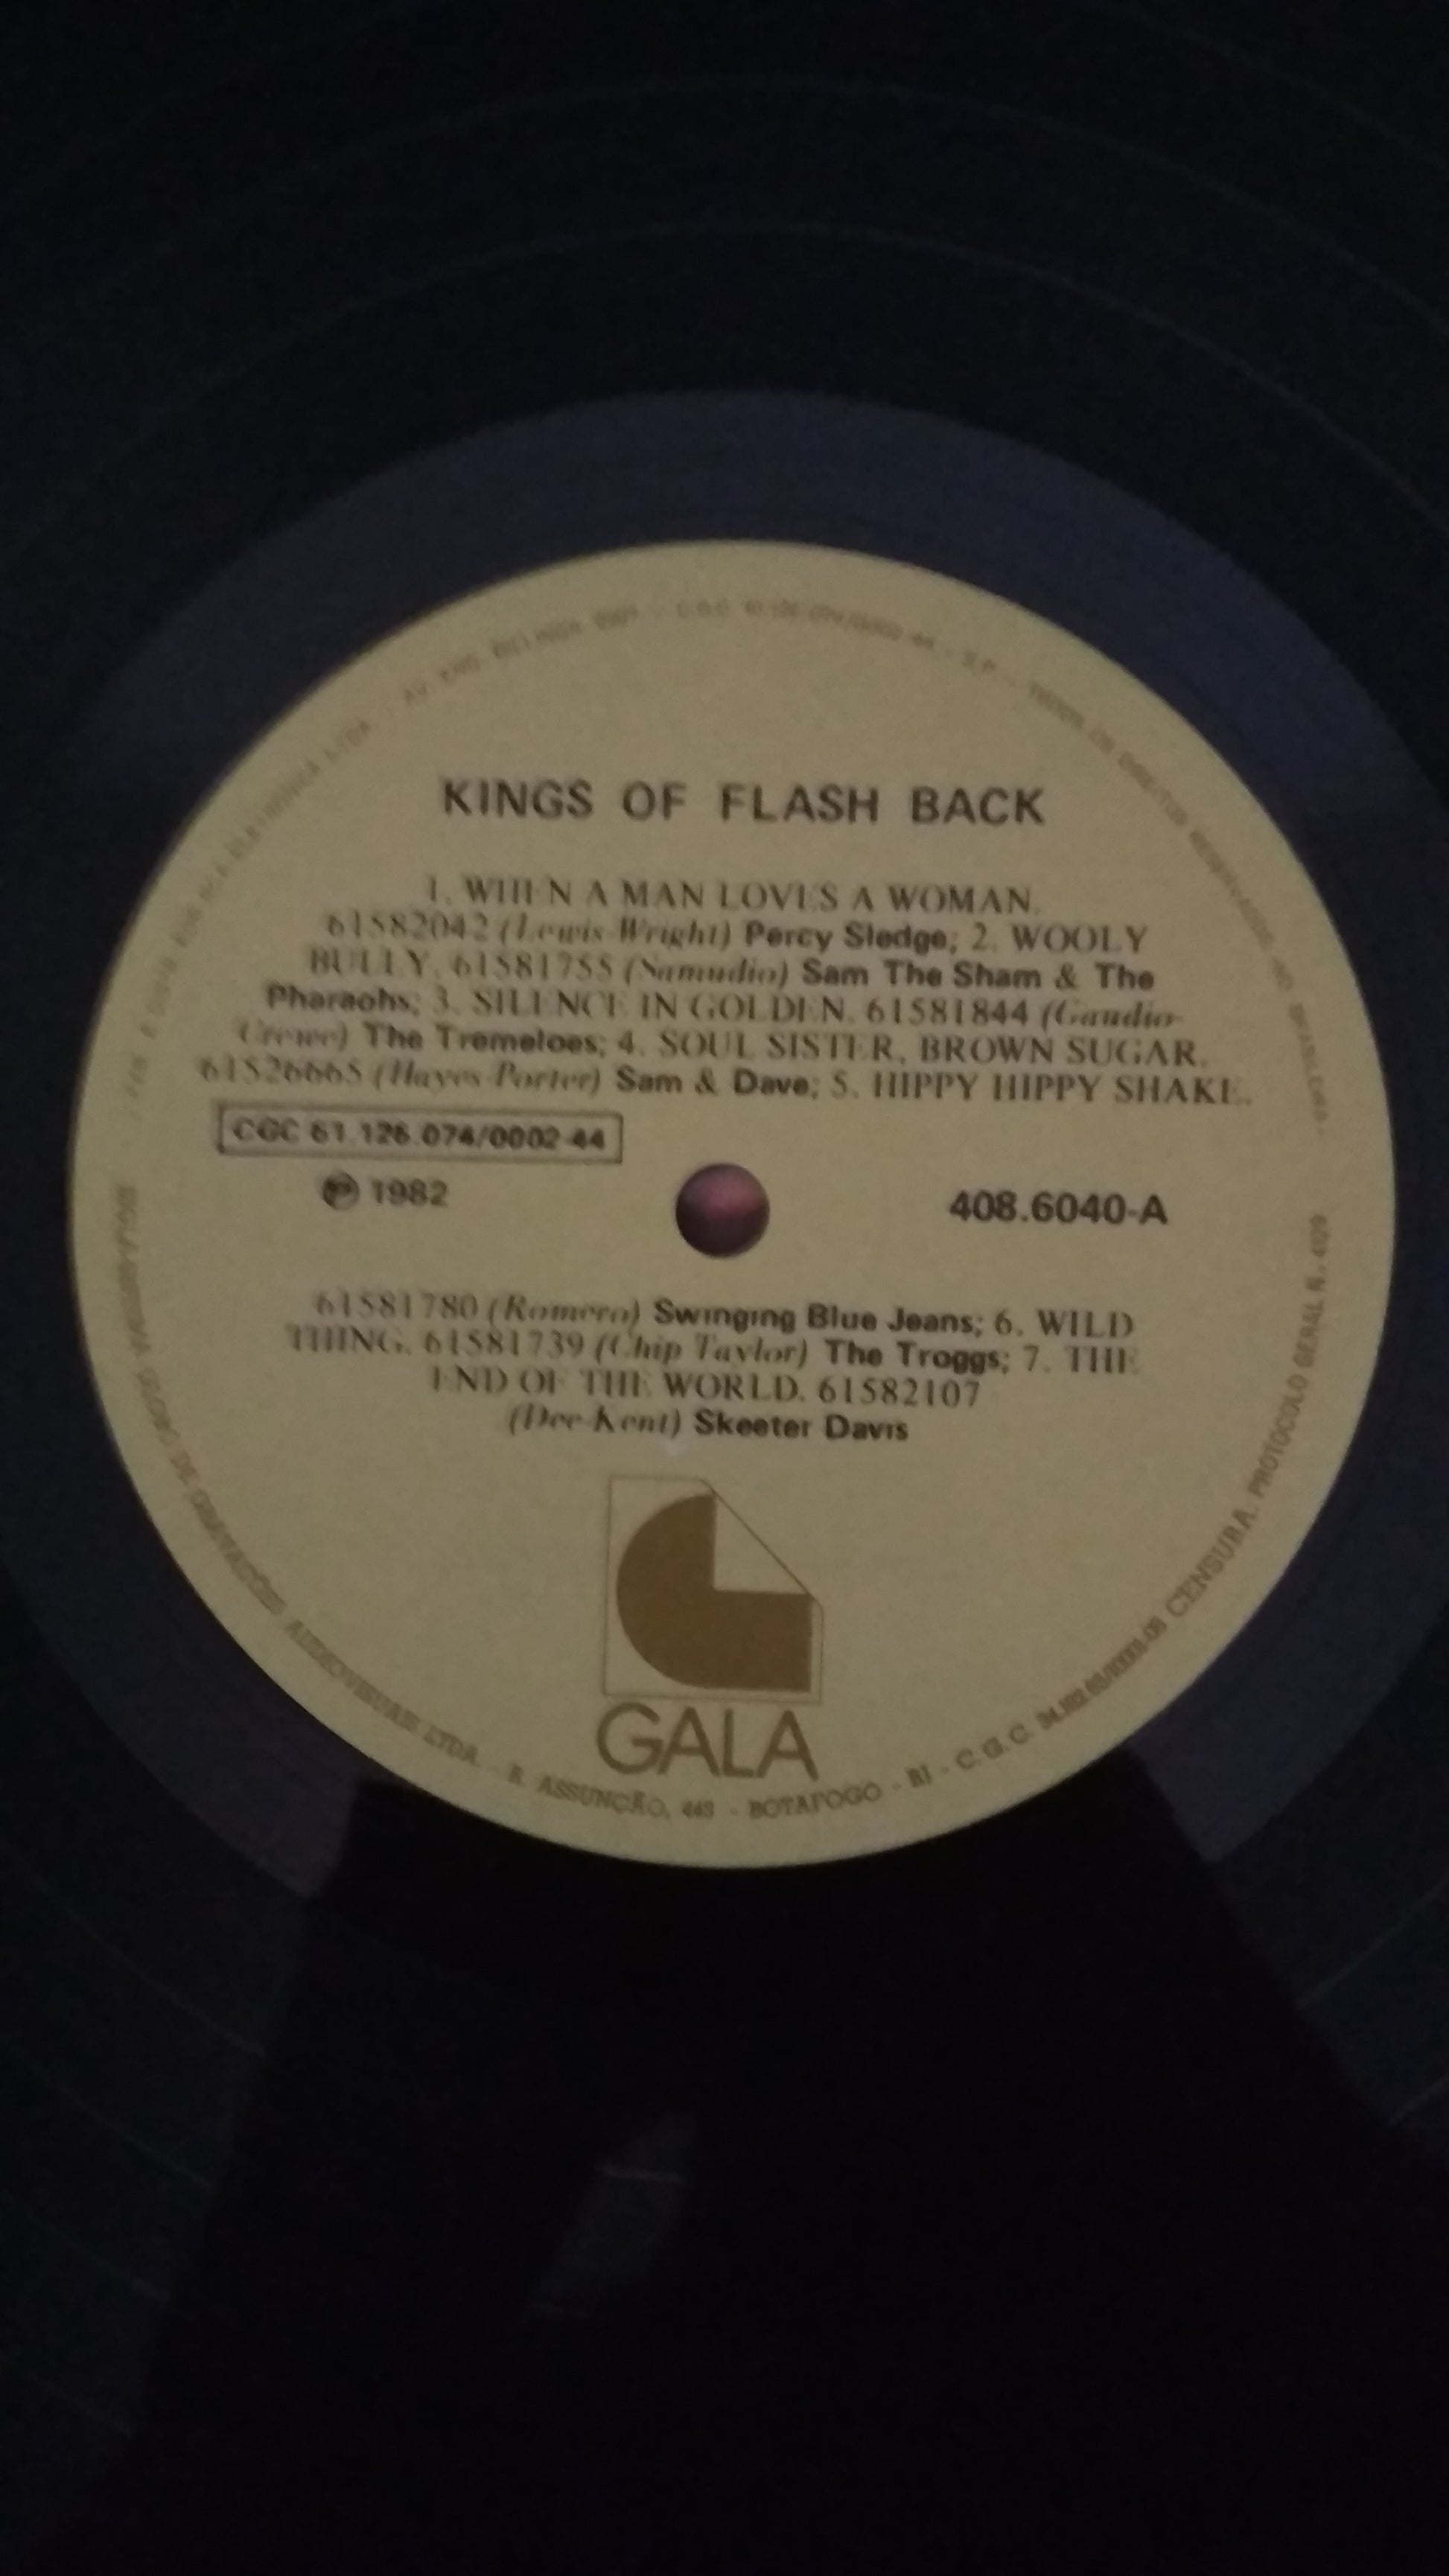 KINGS OF FLASH BACK
1. WHEN A MAN LOVES A WOMAN.
61582042 (Lewis-Wright) Percy Sledge; 2. WOOLY
BULLY. 61581755 (Samudio) Sam The Sham & The
Pharaohs; 3. SILENCE IN GOLDEN. 61581844 (Gaudio-
Crewe) The Tremeloes; 4. SOUL SISTER, BROWN SUGAR.
61526665 (Hayes-Porter) Sam & Dave; 5. HIPPY HIPPY SHAKE.
CGC 61.126.074/0002-44
℗ 1982
408.6040-A
61581780 (Romero) Swinging Blue Jeans; 6. WILD
THING. 61581739 (Chip Taylor) The Troggs; 7. THE
END OF THE WORLD. 61582107
(Dee-Kent) Skeeter Davis
GALA
DE GRAVAÇÕES AUDIOVISUAIS LTDA. - R. ASSUNÇÃO, 443 - BOTAFOGO - RJ - C.G.C. CENSURA. PROTOCOLO GERAL N.